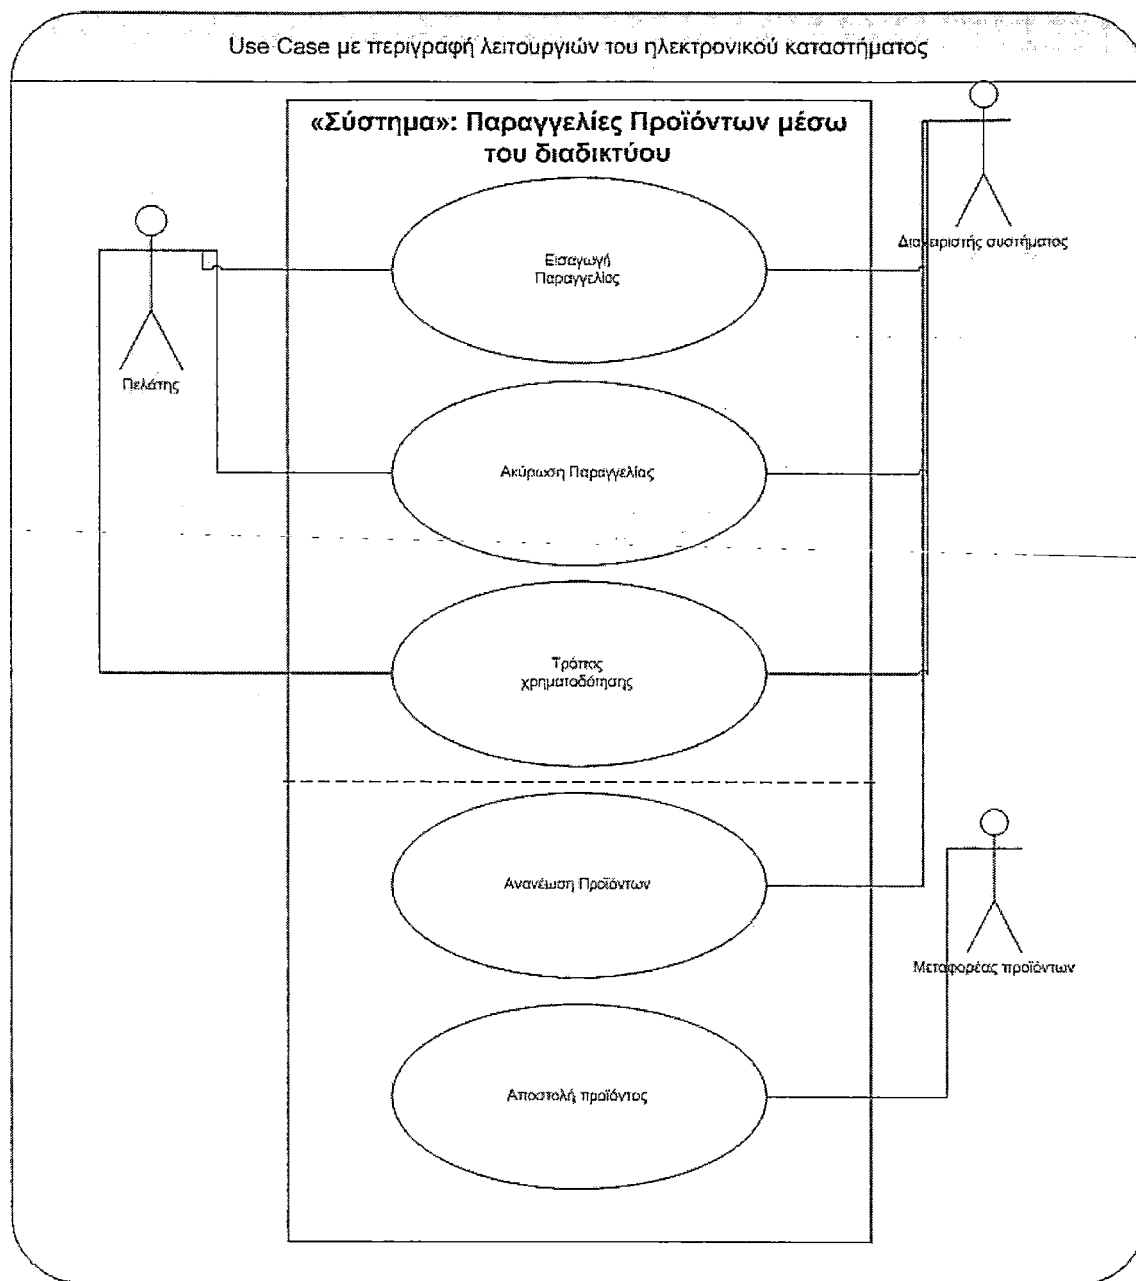 Use Case με περιγραφή λειτουργιών του ηλεκτρονικού καταστήματος
«Σύστημα»: Παραγγελίες Προϊόντων μέσω
του διαδικτύου
Διαχειριστής συστήματος
Εισαγωγή
Παραγγελίας
Πελάτης
Ακύρωση Παραγγελίας
Τρόπος
χρηματοδότησης
Ανανέωση Προϊόντων
Μεταφορέας προϊόντων
Αποστολή προϊόντος